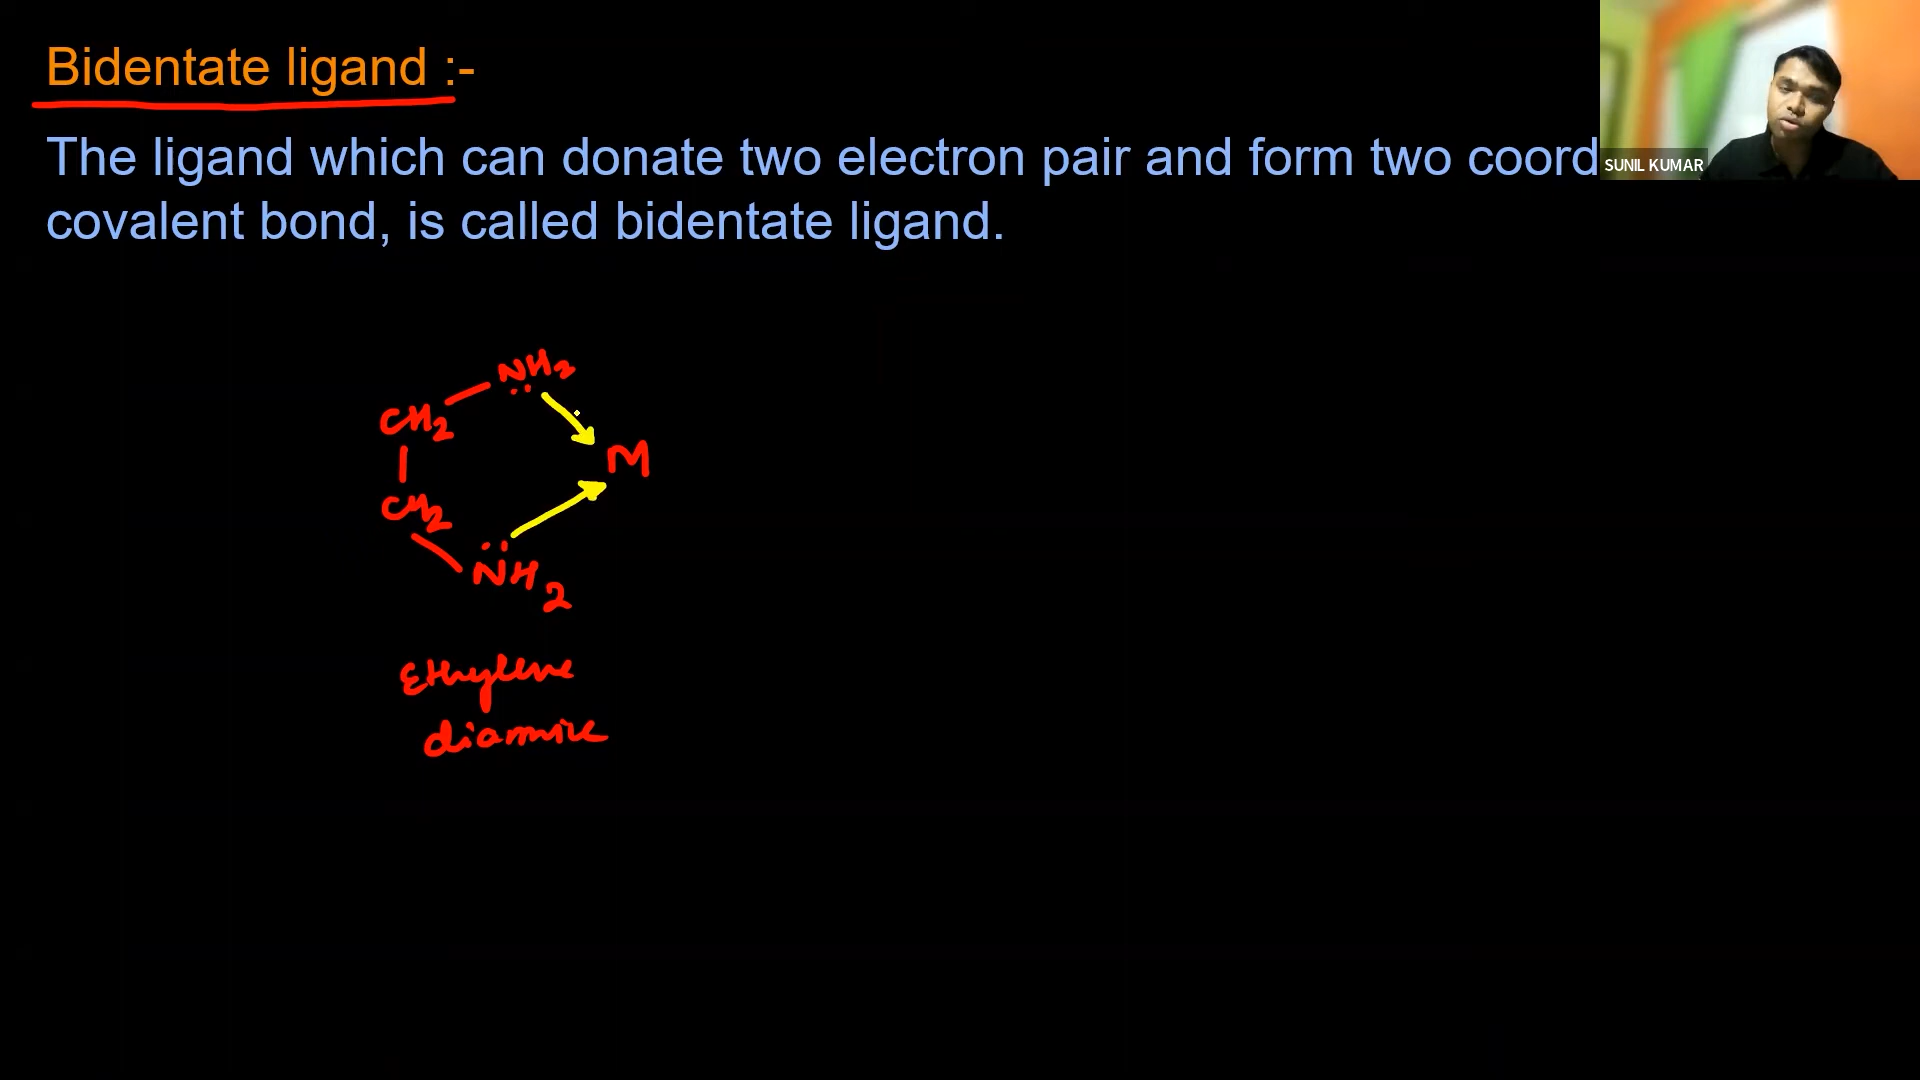 Bidentate ligand :-
The ligand which can donate two electron pair and form two coord
SUNIL KUMAR
covalent bond, is called bidentate ligand.
NH2
CH2
M
CH2
NH2
Ethylene
diamine